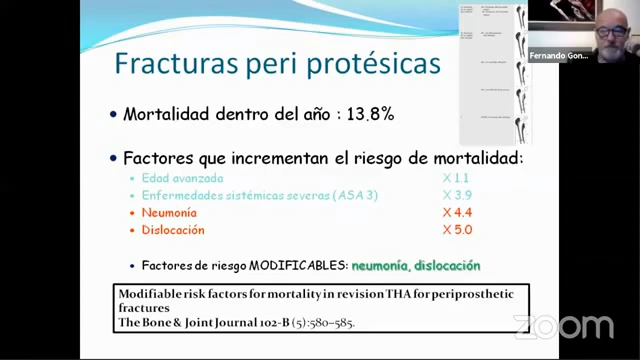 Fernando Gon...
Fracturas peri protésicas
• Mortalidad dentro del año : 13.8%
• Factores que incrementan el riesgo de mortalidad:
• Edad avanzada X 1.1
• Enfermedades sistémicas severas (ASA 3) X 3.9
• Neumonía X 4.4
• Dislocación X 5.0
• Factores de riesgo MODIFICABLES: neumonía, dislocación
Modifiable risk factors for mortality in revision THA for periprosthetic
fractures
The Bone & Joint Journal 102-B (5):580–585.
zoom